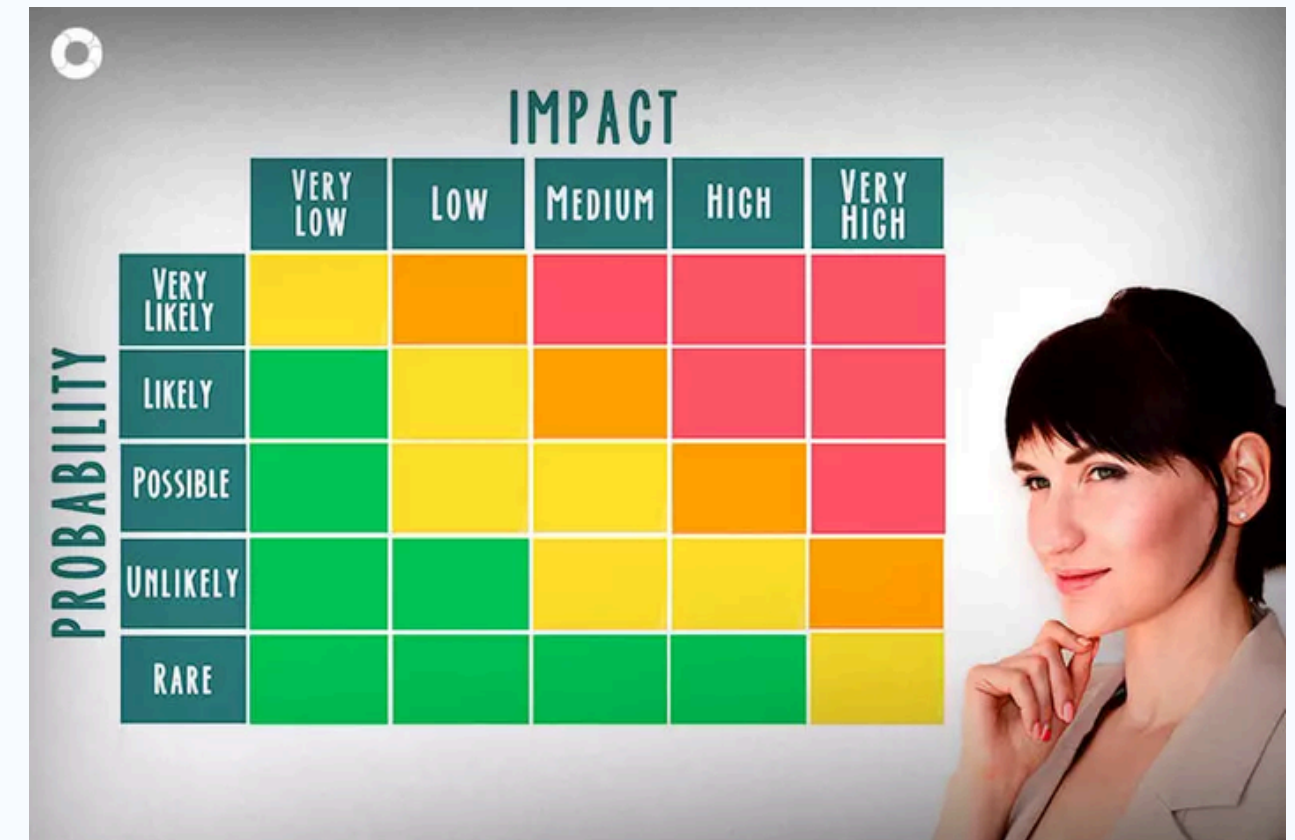 IMPACT
VERY
LOW
LOW
MEDIUM
HIGH
VERY
HIGH
PROBABILITY
VERY
LIKELY
LIKELY
POSSIBLE
UNLIKELY
RARE